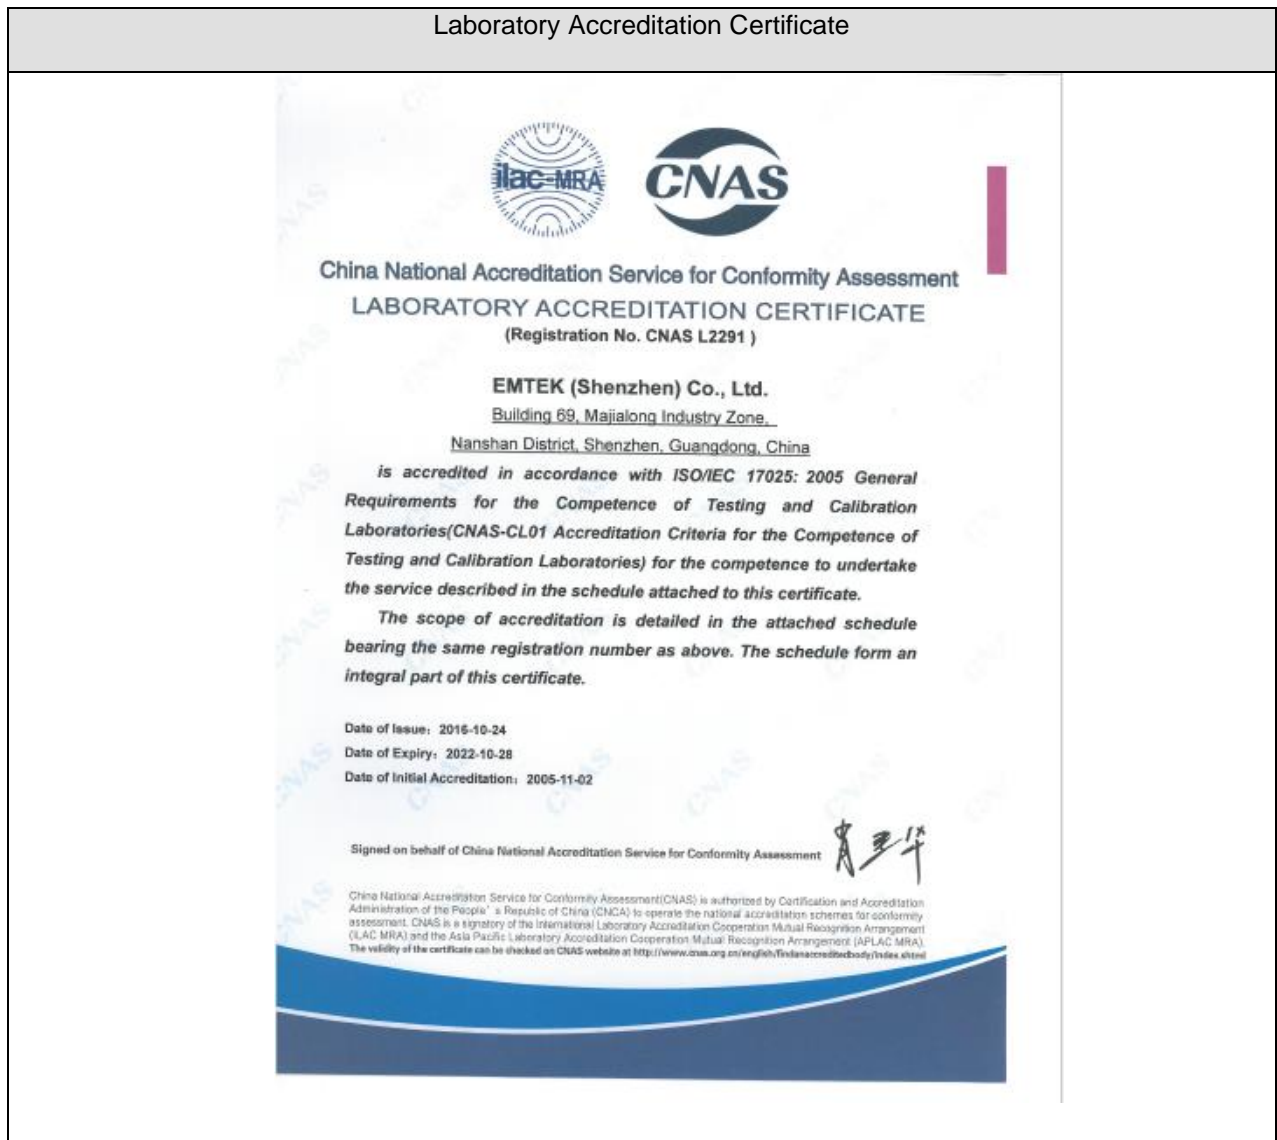 Laboratory Accreditation Certificate
ilac-MRA
CNAS
China National Accreditation Service for Conformity Assessment
LABORATORY ACCREDITATION CERTIFICATE
(Registration No. CNAS L2291 )
EMTEK (Shenzhen) Co., Ltd.
Building 69, Majialong Industry Zone,
Nanshan District, Shenzhen, Guangdong, China
is accredited in accordance with ISO/IEC 17025: 2005 General
Requirements for the Competence of Testing and Calibration
Laboratories(CNAS-CL01 Accreditation Criteria for the Competence of
Testing and Calibration Laboratories) for the competence to undertake
the service described in the schedule attached to this certificate.
The scope of accreditation is detailed in the attached schedule
bearing the same registration number as above. The schedule form an
integral part of this certificate.
Date of Issue: 2016-10-24
Date of Expiry: 2022-10-28
Date of Initial Accreditation: 2005-11-02
Signed on behalf of China National Accreditation Service for Conformity Assessment
China National Accreditation Service for Conformity Assessment(CNAS) is authorized by Certification and Accreditation
Administration of the People's Republic of China (CNCA) to operate the national accreditation schemes for conformity
assessment. CNAS is a signatory of the International Laboratory Accreditation Cooperation Mutual Recognition Arrangement
(ILAC MRA) and the Asia Pacific Laboratory Accreditation Cooperation Mutual Recognition Arrangement (APLAC MRA).
The validity of the certificate can be checked on CNAS website at http://www.cnas.org.cn/english/findanaccreditedbody/index.shtml